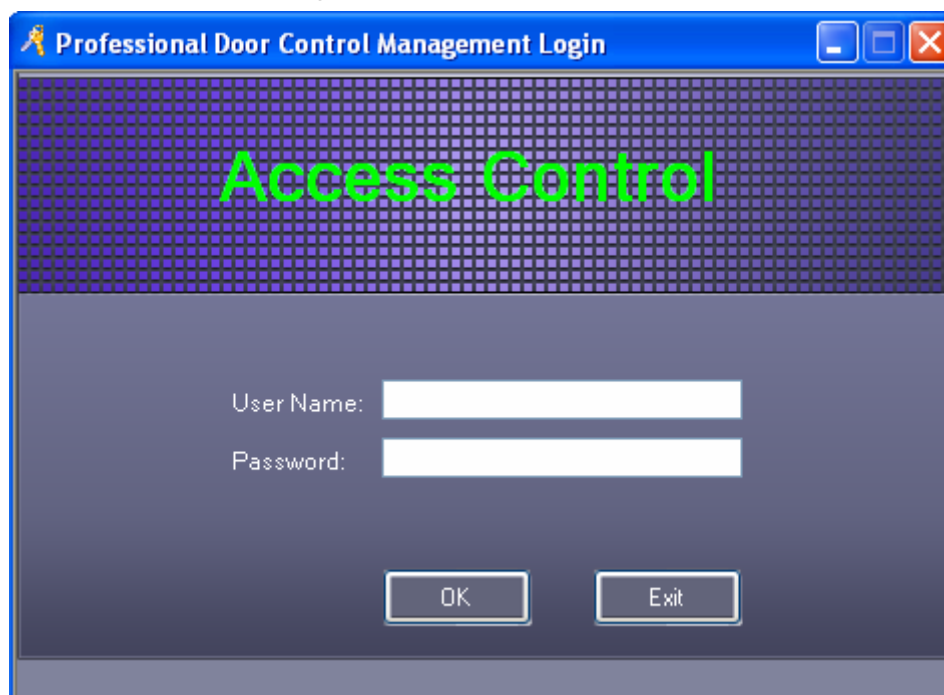 Professional Door Control Management Login
Access Control
User Name:
Password:
OK Exit